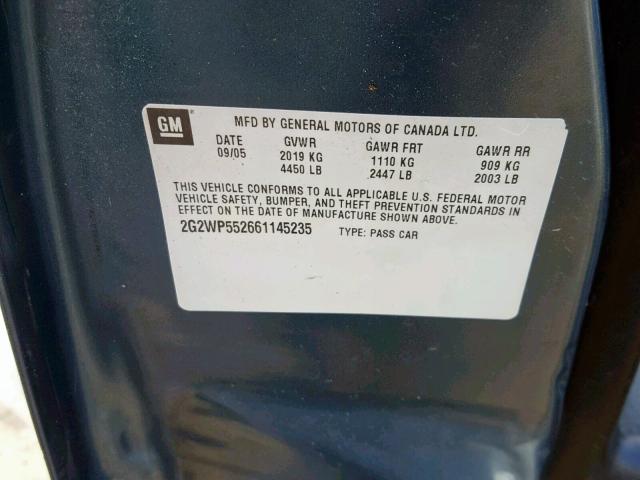 GM
MFD BY GENERAL MOTORS OF CANADA LTD.
DATE GVWR GAWR FRT GAWR RR
09/05 2019 KG 1110 KG 909 KG
4450 LB 2447 LB 2003 LB
THIS VEHICLE CONFORMS TO ALL APPLICABLE U.S. FEDERAL MOTOR
VEHICLE SAFETY, BUMPER, AND THEFT PREVENTION STANDARDS IN
EFFECT ON THE DATE OF MANUFACTURE SHOWN ABOVE.
2G2WP552661145235 TYPE: PASS CAR